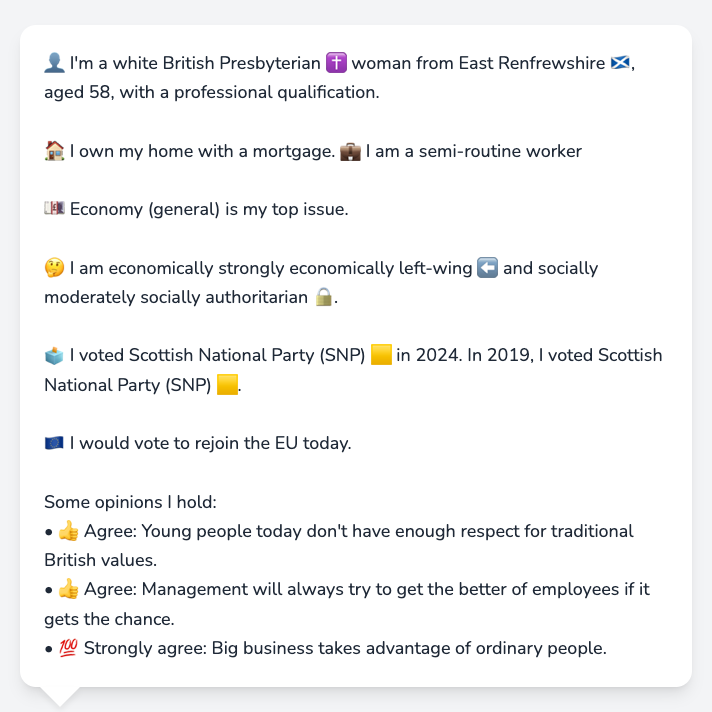 👤 I'm a white British Presbyterian ✝️ woman from East Renfrewshire 🏴󠁧󠁢󠁳󠁣󠁴󠁿,
aged 58, with a professional qualification.
🏠 I own my home with a mortgage. 💼 I am a semi-routine worker
💷 Economy (general) is my top issue.
🤔 I am economically strongly economically left-wing ⬅️ and socially
moderately socially authoritarian 🔒.
🗳️ I voted Scottish National Party (SNP) 🟨 in 2024. In 2019, I voted Scottish
National Party (SNP) 🟨.
🇪🇺 I would vote to rejoin the EU today.
Some opinions I hold:
• 👍 Agree: Young people today don't have enough respect for traditional
British values.
• 👍 Agree: Management will always try to get the better of employees if it
gets the chance.
• 💯 Strongly agree: Big business takes advantage of ordinary people.